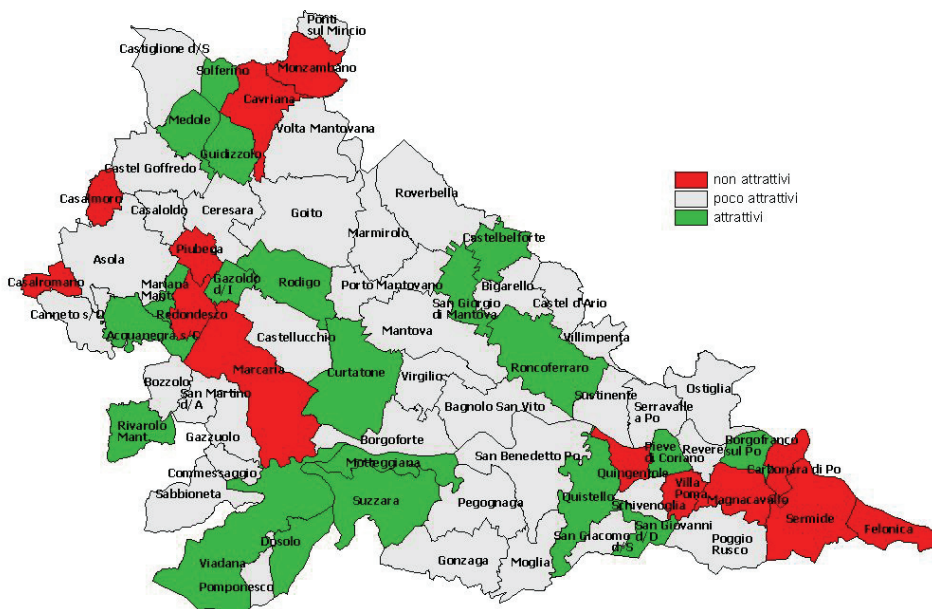 Ponti
sul Mincio
Castiglione d/S
Solferino
Monzambano
Cavriana
Medole
Volta Mantovana
Guidizzolo
Castel Goffredo
non attrattivi
poco attrattivi
attrattivi
Roverbella
Casalmoro
Casaloldo
Ceresara
Goito
Marmirolo
Castelbelforte
Piubega
Asola
Mariana
Mant.
Gazoldo
d/I
Rodigo
Porto Mantovano
Bigarello
Casalromano
San Giorgio
di Mantova
Castel d'Ario
Canneto s/O
Redondesco
Acquanegra s/C
Castellucchio
Mantova
Villimpenta
Marcaria
Curtatone
Virgilio
Roncoferraro
Ostiglia
Bozzolo
San Martino
d/A
Sustinente
Serravalle
a Po
Bagnolo San Vito
Rivarolo
Mant.
Gazzuolo
Borgoforte
Borgofranco
sul Po
Pieve
di Coriano
Revere
San Benedetto Po
Motteggiana
Commessaggio
Quingentole
Carbonara di Po
Sabbioneta
Suzzara
Pegognaga
Quistello
Schivenoglia
Villa
Poma
Magnacavallo
Sermide
Felonica
San Giacomo
d/S
San Giovanni
d/D
Poggio
Rusco
Dosolo
Viadana
Pomponesco
Gonzaga
Moglia